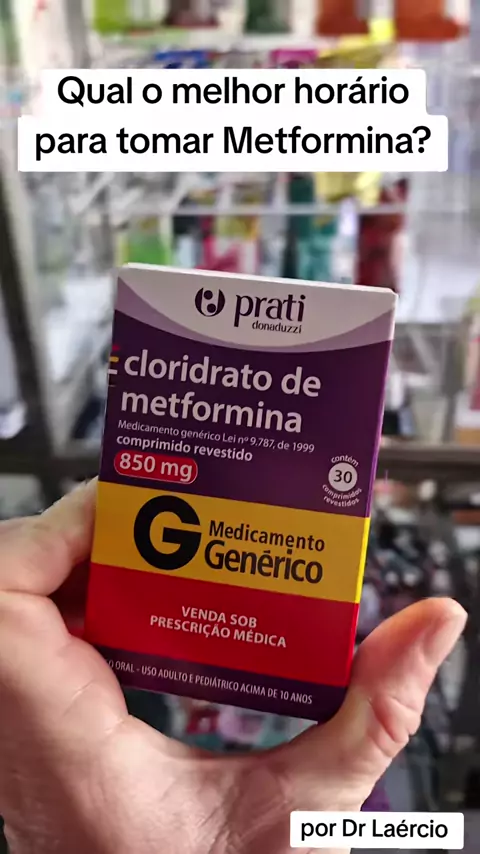 Qual o melhor horário
para tomar Metformina?
prati
donaduzzi
cloridrato de
metformina
Medicamento genérico Lei nº 9.787, de 1999
comprimido revestido
850 mg
contém
30
comprimidos
revestidos
G Medicamento
Genérico
VENDA SOB
PRESCRIÇÃO MÉDICA
ORAL - USO ADULTO E PEDIÁTRICO ACIMA DE 10 ANOS
por Dr Laércio